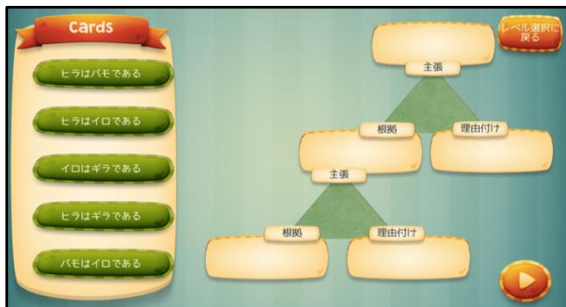 Cards
ヒラはパモである
ヒラはイロである
イロはギラである
ヒラはギラである
パモはイロである
レベル選択に
戻る
主張
根拠
理由付け
主張
根拠
理由付け